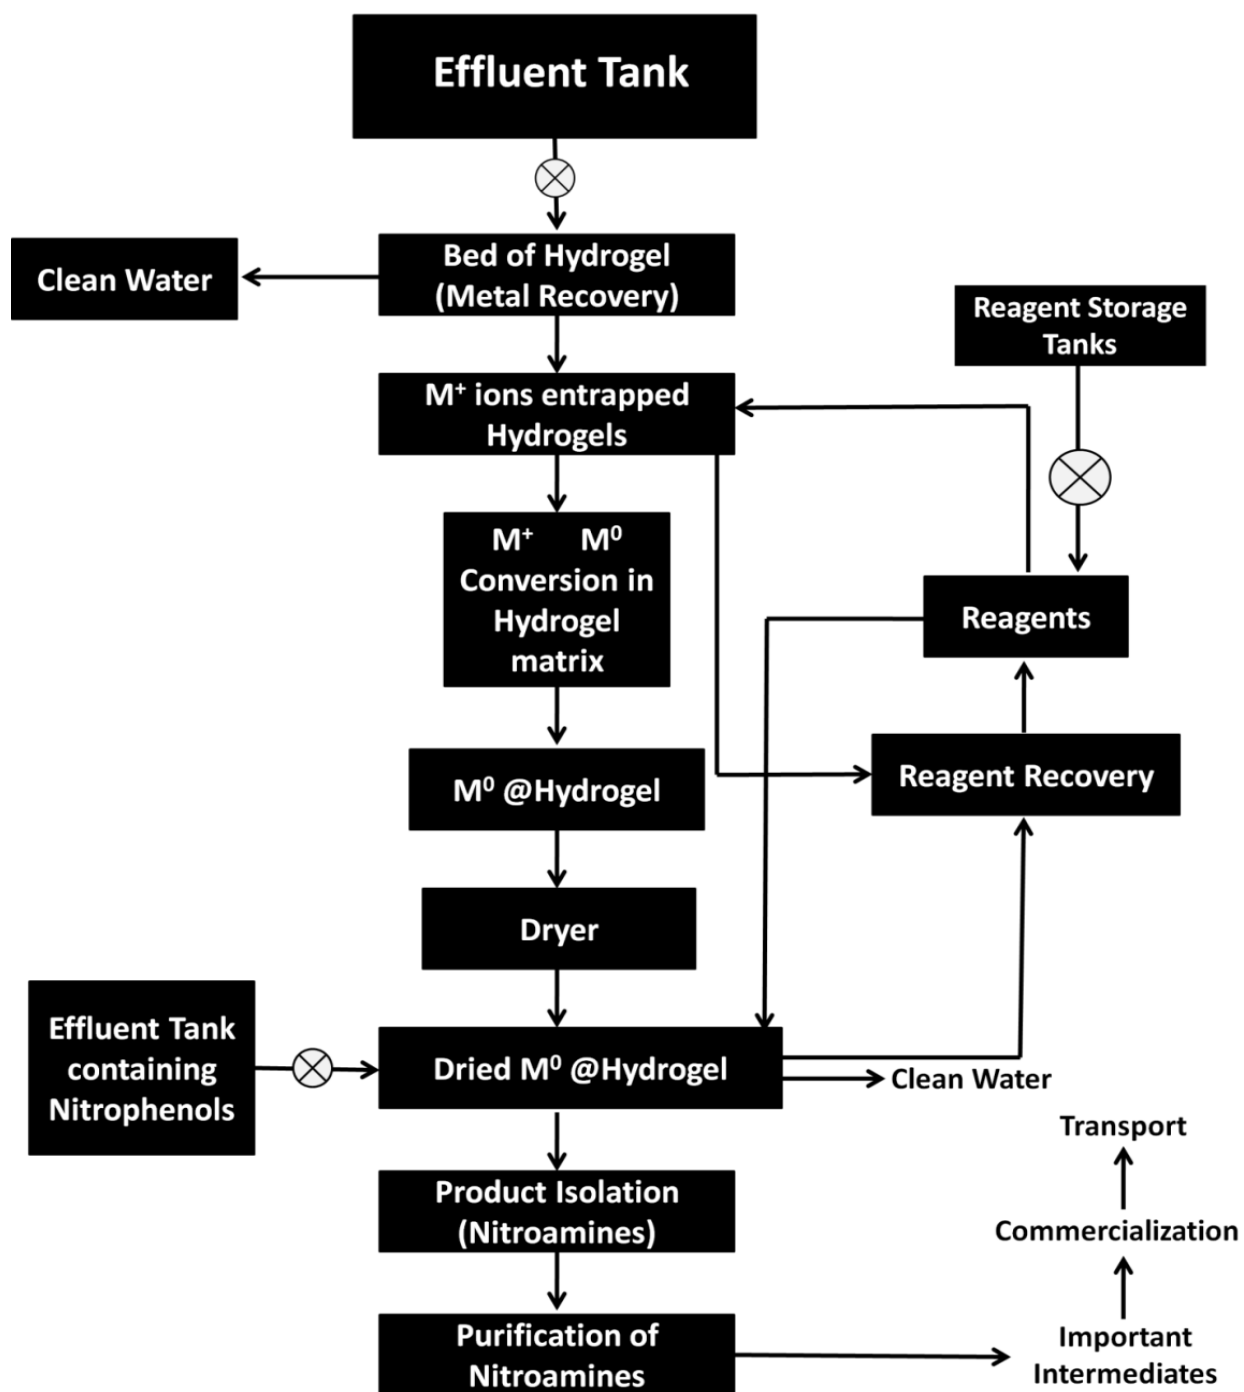 Effluent Tank
Bed of Hydrogel
(Metal Recovery)
Clean Water
Reagent Storage
Tanks
M⁺ ions entrapped
Hydrogels
M⁺ M⁰
Conversion in
Hydrogel
matrix
Reagents
Reagent Recovery
M⁰ @Hydrogel
Dryer
Effluent Tank
containing
Nitrophenols
Dried M⁰ @Hydrogel
Clean Water
Product Isolation
(Nitroamines)
Purification of
Nitroamines
Transport
Commercialization
Important
Intermediates